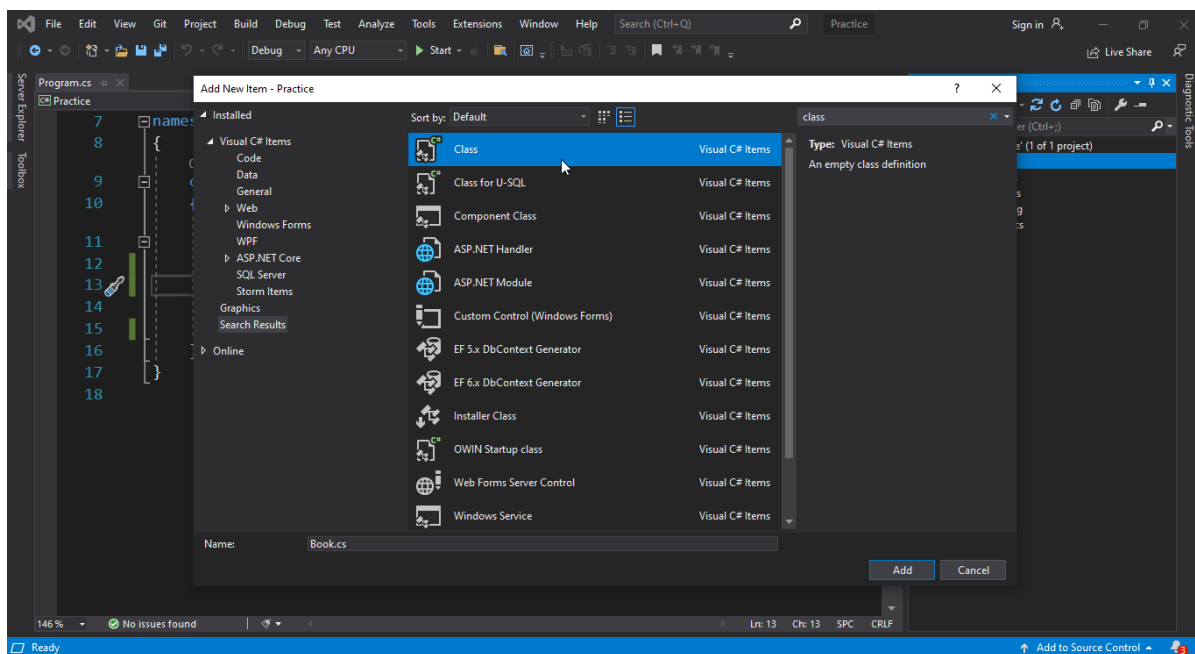 File Edit View Git Project Build Debug Test Analyze Tools Extensions Window Help Search (Ctrl+Q) Practice Sign in
Debug Any CPU Start Live Share
Server Explorer
Toolbox
Diagnostic Tools
Program.cs
C# Practice
7 names
8 {
9
10
11
12
13
14
15
16
17 }
18
Add New Item - Practice ? ×
Installed
Visual C# Items
Code
Data
General
Web
Windows Forms
WPF
ASP.NET Core
SQL Server
Storm Items
Graphics
Search Results
Online
Sort by: Default
Class Visual C# Items
Class for U-SQL Visual C# Items
Component Class Visual C# Items
ASP.NET Handler Visual C# Items
ASP.NET Module Visual C# Items
Custom Control (Windows Forms) Visual C# Items
EF 5.x DbContext Generator Visual C# Items
EF 6.x DbContext Generator Visual C# Items
Installer Class Visual C# Items
OWIN Startup class Visual C# Items
Web Forms Server Control Visual C# Items
Windows Service Visual C# Items
class
Type: Visual C# Items
An empty class definition
Name: Book.cs
Add Cancel
er (Ctrl+;)
e' (1 of 1 project)
s
g
cs
146 % No issues found Ln: 13 Ch: 13 SPC CRLF
Ready Add to Source Control 3